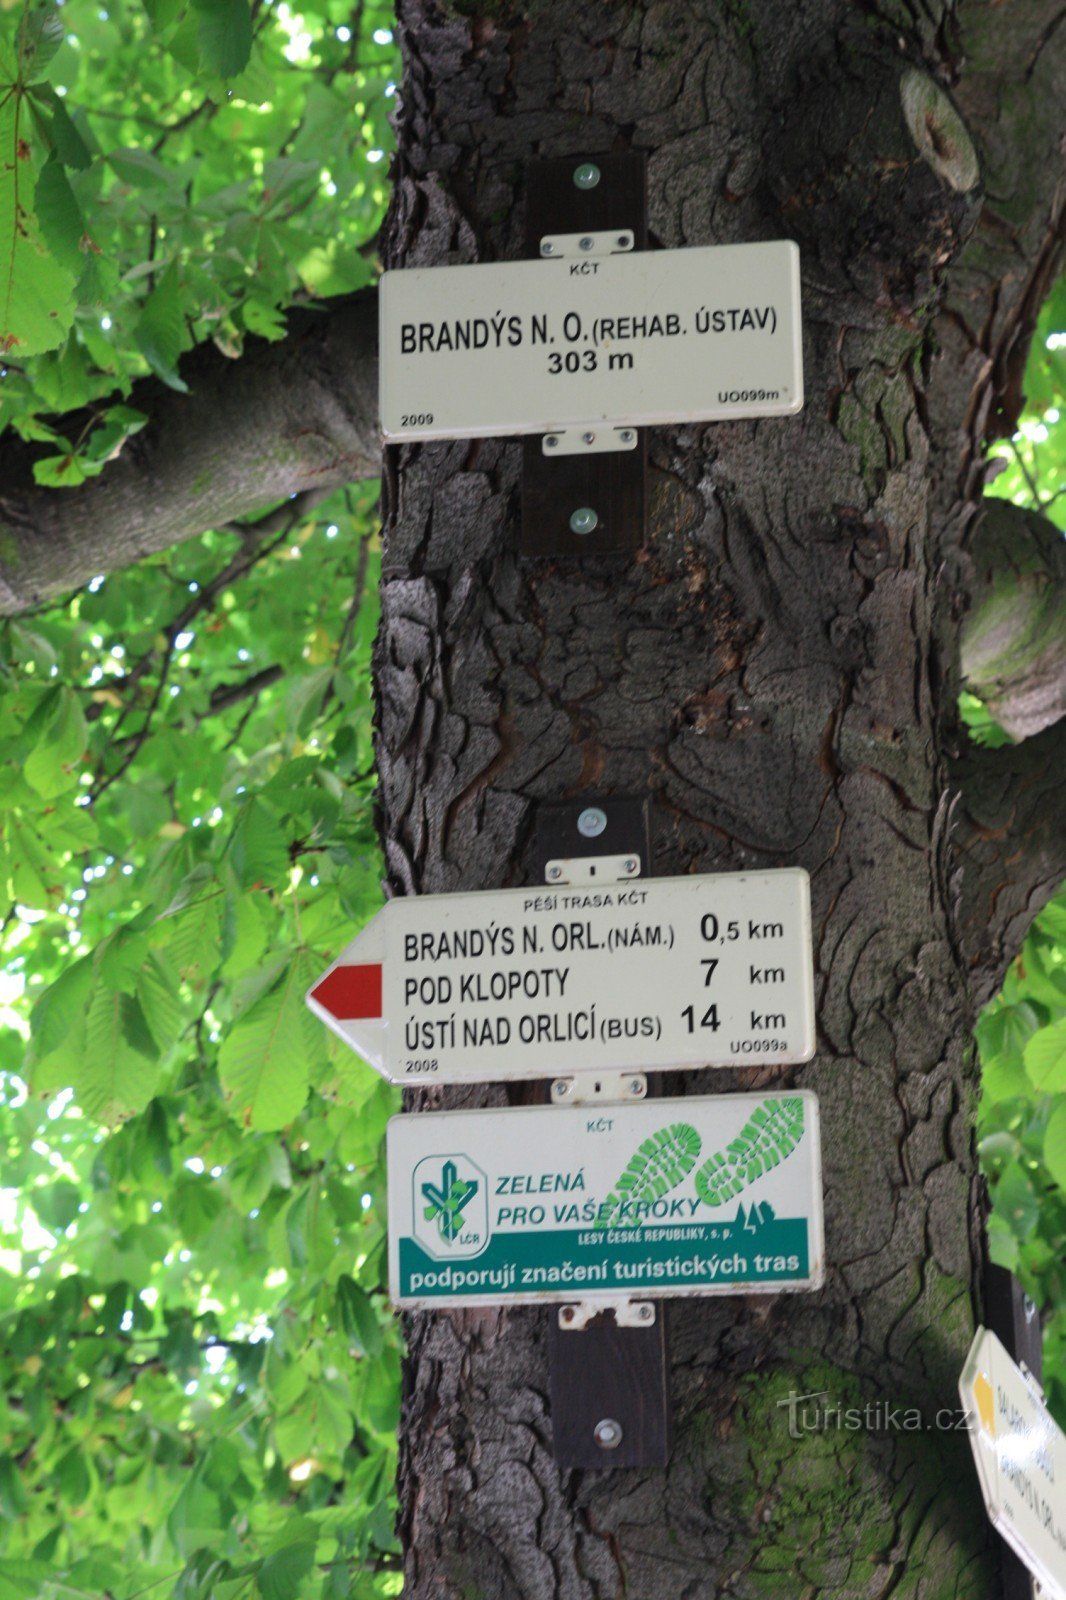 KČT
BRANDÝS N. O. (REHAB. ÚSTAV)
303 m
2009 UO099m
PĚŠÍ TRASA KČT
BRANDÝS N. ORL. (NÁM.) 0,5 km
POD KLOPOTY 7 km
ÚSTÍ NAD ORLICÍ (BUS) 14 km
2008 UO099a
KČT
ZELENÁ
PRO VAŠE KROKY
LČR
LESY ČESKÉ REPUBLIKY, s. p.
podporují značení turistických tras
Turistika.cz